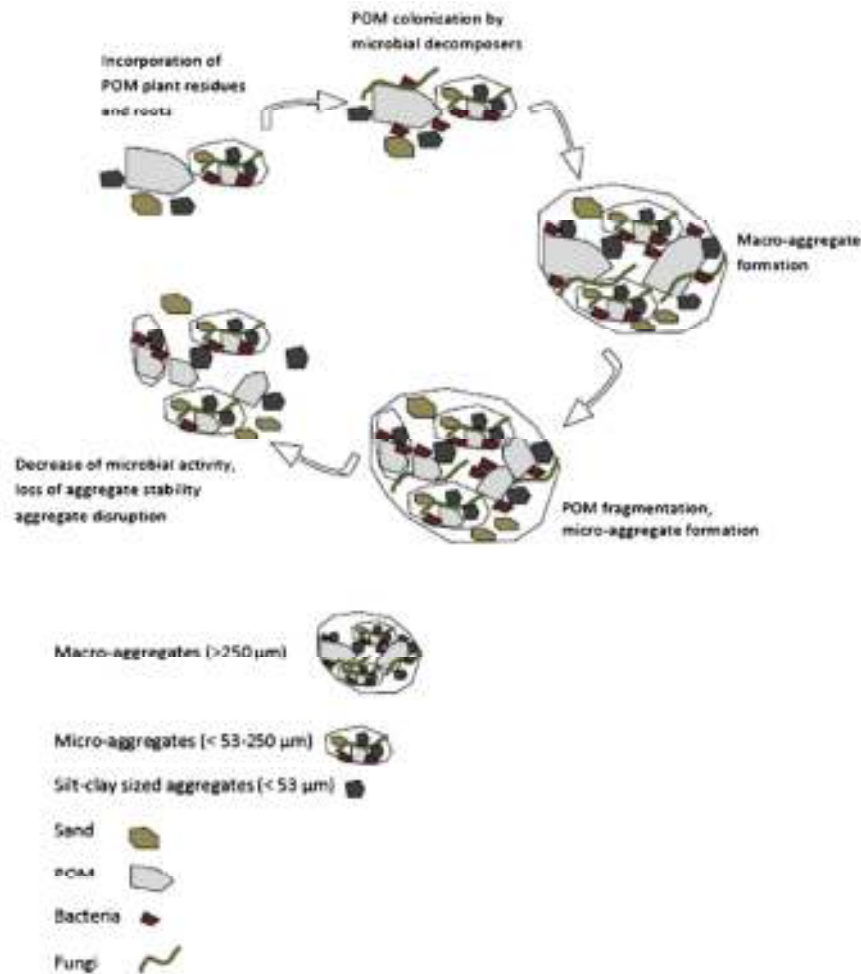 POM colonization by
microbial decomposers
Incorporation of
POM plant residues
and roots
Macro-aggregate
formation
Decrease of microbial activity,
loss of aggregate stability
aggregate disruption
POM fragmentation,
micro-aggregate formation
Macro-aggregates (>250 μm)
Micro-aggregates (< 53-250 μm)
Silt-clay sized aggregates (< 53 μm)
Sand
POM
Bacteria
Fungi